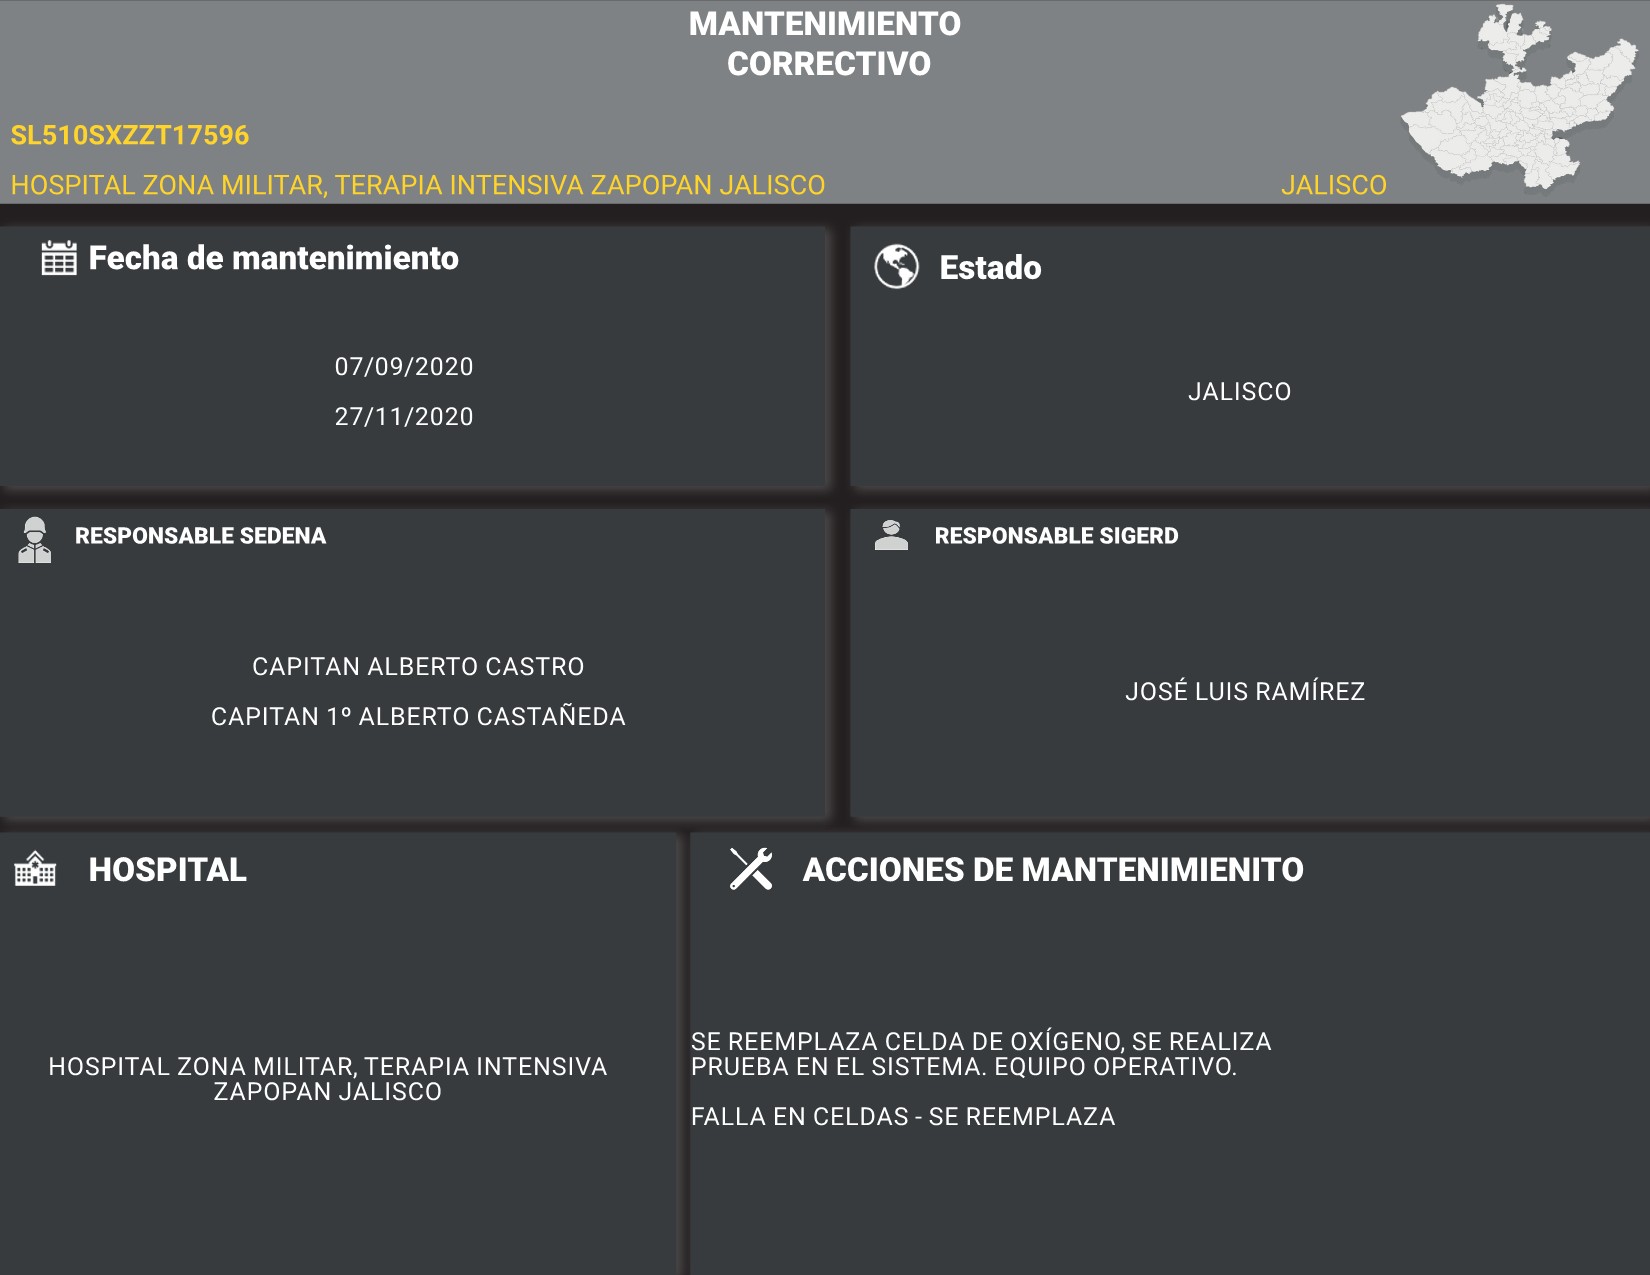 MANTENIMIENTO
CORRECTIVO
SL510SXZZT17596
HOSPITAL ZONA MILITAR, TERAPIA INTENSIVA ZAPOPAN JALISCO
JALISCO
Fecha de mantenimiento
07/09/2020
27/11/2020
Estado
JALISCO
RESPONSABLE SEDENA
CAPITAN ALBERTO CASTRO
CAPITAN 1º ALBERTO CASTAÑEDA
RESPONSABLE SIGERD
JOSÉ LUIS RAMÍREZ
HOSPITAL
HOSPITAL ZONA MILITAR, TERAPIA INTENSIVA
ZAPOPAN JALISCO
ACCIONES DE MANTENIMIENITO
SE REEMPLAZA CELDA DE OXÍGENO, SE REALIZA
PRUEBA EN EL SISTEMA. EQUIPO OPERATIVO.
FALLA EN CELDAS - SE REEMPLAZA